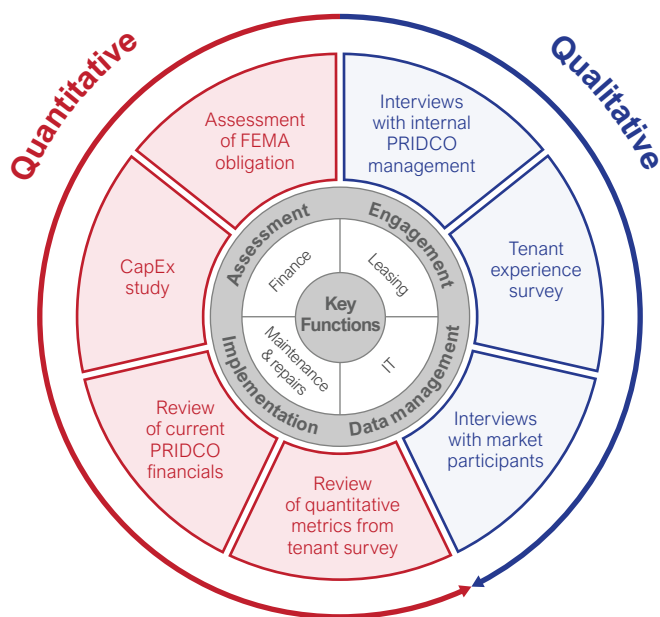 Quantitative
Qualitative
Assessment
of FEMA
obligation
Interviews
with internal
PRIDCO
management
CapEx
study
Tenant
experience
survey
Review
of current
PRIDCO
financials
Interviews
with market
participants
Review
of quantitative
metrics from
tenant survey
Assessment
Engagement
Implementation
Data management
Finance
Leasing
Maintenance
& repairs
IT
Key
Functions